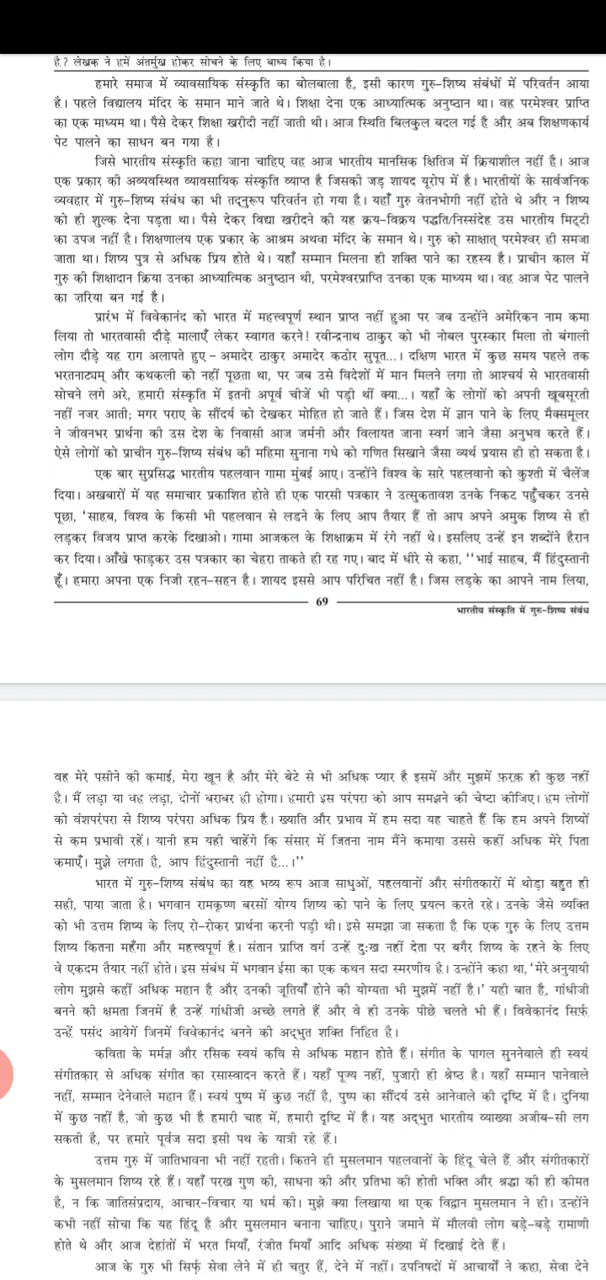 है.? लेखक ने हमें अंतर्मुख होकर सोचने के लिए बाध्य किया है।
हमारे समाज में व्यावसायिक संस्कृति का बोलबाला है, इसी कारण गुरु-शिष्य संबंधों में परिवर्तन आया
है। पहले विद्यालय मंदिर के समान माने जाते थे। शिक्षा देना एक आध्यात्मिक अनुष्ठान था। वह परमेश्वर प्राप्ति
का एक माध्यम था। पैसे देकर शिक्षा खरीदी नहीं जाती थी। आज स्थिति बिलकुल बदल गई है और अब शिक्षणकार्य
पेट पालने का साधन बन गया है।
जिसे भारतीय संस्कृति कहा जाना चाहिए वह आज भारतीय मानसिक क्षितिज में क्रियाशील नहीं है। आज
एक प्रकार की अव्यवस्थित व्यावसायिक संस्कृति व्याप्त है जिसकी जड़ शायद यूरोप में है। भारतीयों के सार्वजनिक
व्यवहार में गुरु-शिष्य संबंध का भी तद्नुरूप परिवर्तन हो गया है। यहाँ गुरु वेतनभोगी नहीं होते थे और न शिष्य
को ही शुल्क देना पड़ता था। पैसे देकर विद्या खरीदने की यह क्रय-विक्रय पद्धति/निस्संदेह उस भारतीय मिट्टी
का उपज नहीं है। शिक्षणालय एक प्रकार के आश्रम अथवा मंदिर के समान थे। गुरु को साक्षात् परमेश्वर ही समजा
जाता था। शिष्य पुत्र से अधिक प्रिय होते थे। यहाँ सम्मान मिलना ही शक्ति पाने का रहस्य है। प्राचीन काल में
गुरु की शिक्षादान क्रिया उनका आध्यात्मिक अनुष्ठान थी, परमेश्वरप्राप्ति उनका एक माध्यम था। वह आज पेट पालने
का ज़रिया बन गई है।
प्रारंभ में विवेकानंद को भारत में महत्त्वपूर्ण स्थान प्राप्त नहीं हुआ पर जब उन्होंने अमेरिकन नाम कमा
लिया तो भारतवासी दौड़े मालाएँ लेकर स्वागत करने! रवीन्द्रनाथ ठाकुर को भी नोबल पुरस्कार मिला तो बंगाली
लोग दौड़े यह राग अलापते हुए - अमादेर ठाकुर अमादेर कठोर सुपूत...। दक्षिण भारत में कुछ समय पहले तक
भरतनाट्यम् और कथकली को नहीं पूछता था, पर जब उसे विदेशों में मान मिलने लगा तो आश्चर्य से भारतवासी
सोचने लगे अरे, हमारी संस्कृति में इतनी अपूर्व चीजें भी पड़ी थीं क्या...। यहाँ के लोगों को अपनी खूबसूरती
नहीं नजर आती; मगर पराए के सौंदर्य को देखकर मोहित हो जाते हैं। जिस देश में ज्ञान पाने के लिए मैक्समूलर
ने जीवनभर प्रार्थना की उस देश के निवासी आज जर्मनी और विलायत जाना स्वर्ग जाने जैसा अनुभव करते हैं।
ऐसे लोगों को प्राचीन गुरु-शिष्य संबंध की महिमा सुनाना गधे को गणित सिखाने जैसा व्यर्थ प्रयास ही हो सकता है।
एक बार सुप्रसिद्ध भारतीय पहलवान गामा मुंबई आए। उन्होंने विश्व के सारे पहलवानो को कुश्ती में चैलेंज
दिया। अखबारों में यह समाचार प्रकाशित होते ही एक पारसी पत्रकार ने उत्सुकतावश उनके निकट पहुँचकर उनसे
पूछा, 'साहब, विश्व के किसी भी पहलवान से लडने के लिए आप तैयार हैं तो आप अपने अमुक शिष्य से ही
लड़कर विजय प्राप्त करके दिखाओ। गामा आजकल के शिक्षाक्रम में रंगे नहीं थे। इसलिए उन्हें इन शब्दोंने हैरान
कर दिया। आँखे फाड़कर उस पत्रकार का चेहरा ताकते ही रह गए। बाद में धीरे से कहा, ''भाई साहब, मैं हिंदुस्तानी
हूँ। हमारा अपना एक निजी रहन-सहन है। शायद इससे आप परिचित नहीं है। जिस लड़के का आपने नाम लिया,
69
भारतीय संस्कृति में गुरु-शिष्य संबंध
वह मेरे पसीने की कमाई, मेरा खून है और मेरे बेटे से भी अधिक प्यार है इसमें और मुझमें फ़रक़ ही कुछ नहीं
है। मैं लड़ा या वह लड़ा, दोनों बराबर ही होगा। हमारी इस परंपरा को आप समझने की चेष्टा कीजिए। हम लोगों
को वंशपरंपरा से शिष्य परंपरा अधिक प्रिय है। ख्याति और प्रभाव में हम सदा यह चाहते हैं कि हम अपने शिष्यों
से कम प्रभावी रहें। यानी हम यही चाहेंगे कि संसार में जितना नाम मैंने कमाया उससे कहीं अधिक मेरे पिता
कमाएँ। मुझे लगता है, आप हिंदुस्तानी नहीं है...।''
भारत में गुरु-शिष्य संबंध का वह भव्य रूप आज साधुओं, पहलवानों और संगीतकारों में थोड़ा बहुत ही
सही, पाया जाता है। भगवान रामकृष्ण बरसों योग्य शिष्य को पाने के लिए प्रयत्न करते रहे। उनके जैसे व्यक्ति
को भी उत्तम शिष्य के लिए रो-रोकर प्रार्थना करनी पड़ी थी। इसे समझा जा सकता है कि एक गुरु के लिए उत्तम
शिष्य कितना महँगा और महत्त्वपूर्ण है। संतान प्राप्ति वर्ग उन्हें दुःख नहीं देता पर बगैर शिष्य के रहने के लिए
वे एकदम तैयार नहीं होते। इस संबंध में भगवान ईसा का एक कथन सदा स्मरणीय है। उन्होंने कहा था, 'मेरे अनुयायी
लोग मुझसे कहीं अधिक महान है और उनकी जूतियाँ होने की योग्यता भी मुझमें नहीं है।' यही बात है, गांधीजी
बनने की क्षमता जिनमें है उन्हें गांधीजी अच्छे लगते हैं और वे ही उनके पीछे चलते भी हैं। विवेकानंद सिर्फ़
उन्हें पसंद आयेगें जिनमें विवेकानंद बनने की अद्भुत शक्ति निहित है।
कविता के मर्मज्ञ और रसिक स्वयं कवि से अधिक महान होते हैं। संगीत के पागल सुननेवाले ही स्वयं
संगीतकार से अधिक संगीत का रसास्वादन करते हैं। यहाँ पूज्य नहीं, पुजारी ही श्रेष्ठ है। यहाँ सम्मान पानेवाले
नहीं, सम्मान देनेवाले महान हैं। स्वयं पुष्प में कुछ नहीं है, पुष्प का सौंदर्य उसे आनेवाले की दृष्टि में है। दुनिया
में कुछ नहीं है, जो कुछ भी है हमारी चाह में, हमारी दृष्टि में है। यह अद्भुत भारतीय व्याख्या अजीब-सी लग
सकती है, पर हमारे पूर्वज सदा इसी पथ के यात्री रहे हैं।
उत्तम गुरु में जातिभावना भी नहीं रहती। कितने ही मुसलमान पहलवानों के हिंदू चेले हैं और संगीतकारों
के मुसलमान शिष्य रहे हैं। यहाँ परख गुण की, साधना की और प्रतिभा की होती भक्ति और श्रद्धा की ही कीमत
है, न कि जातिसंप्रदाय, आचार-विचार या धर्म की। मुझे क्या लिखाया था एक विद्वान मुसलमान ने ही। उन्होंने
कभी नहीं सोचा कि यह हिंदू है और मुसलमान बनाना चाहिए। पुराने जमाने में मौलवी लोग बड़े-बड़े रामाणी
होते थे और आज देहांतों में भरत मियाँ, रंजीत मियाँ आदि अधिक संख्या में दिखाई देते हैं।
आज के गुरु भी सिर्फ़ सेवा लेने में ही चतुर हैं, देने में नहीं। उपनिषदों में आचार्यों ने कहा, सेवा देने